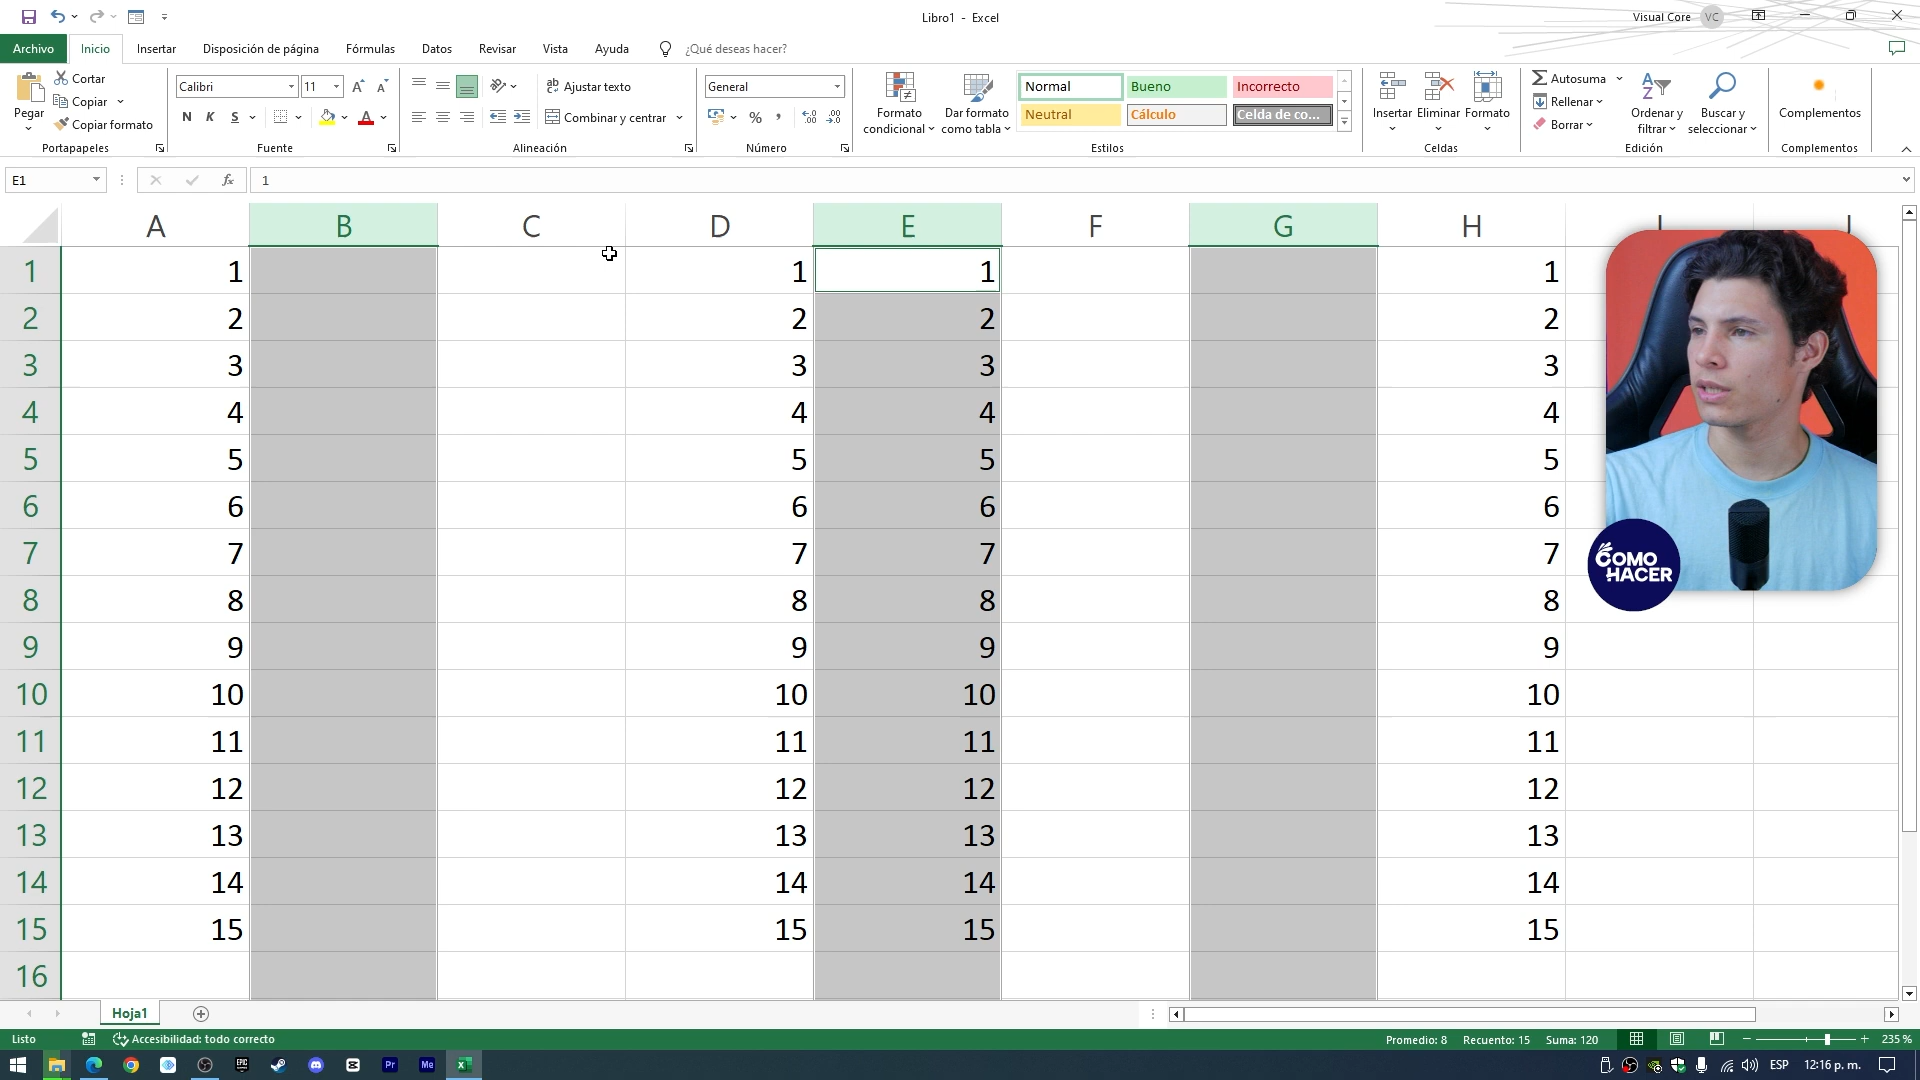 Libro1 - Excel
Visual Core VC
Archivo Inicio Insertar Disposición de página Fórmulas Datos Revisar Vista Ayuda ¿Qué deseas hacer?
Pegar
Cortar
Copiar
Copiar formato
Portapapeles
Calibri 11
N K S
Fuente
Ajustar texto
Combinar y centrar
Alineación
General
%
Número
Formato condicional
Dar formato como tabla
Normal Bueno Incorrecto
Neutral Cálculo Celda de co...
Estilos
Insertar Eliminar Formato
Celdas
Autosuma
Rellenar
Borrar
Ordenar y filtrar
Buscar y seleccionar
Edición
Complementos
Complementos
E1 fx 1
A B C D E F G H I J
1 1 1 1 1
2 2 2 2 2
3 3 3 3 3
4 4 4 4 4
5 5 5 5 5
6 6 6 6 6
7 7 7 7 7
8 8 8 8 8
9 9 9 9 9
10 10 10 10 10
11 11 11 11 11
12 12 12 12 12
13 13 13 13 13
14 14 14 14 14
15 15 15 15 15
16
COMO
HACER
Hoja1
Listo Accesibilidad: todo correcto Promedio: 8 Recuento: 15 Suma: 120 235 %
EPIC Pr Me ESP 12:16 p. m.